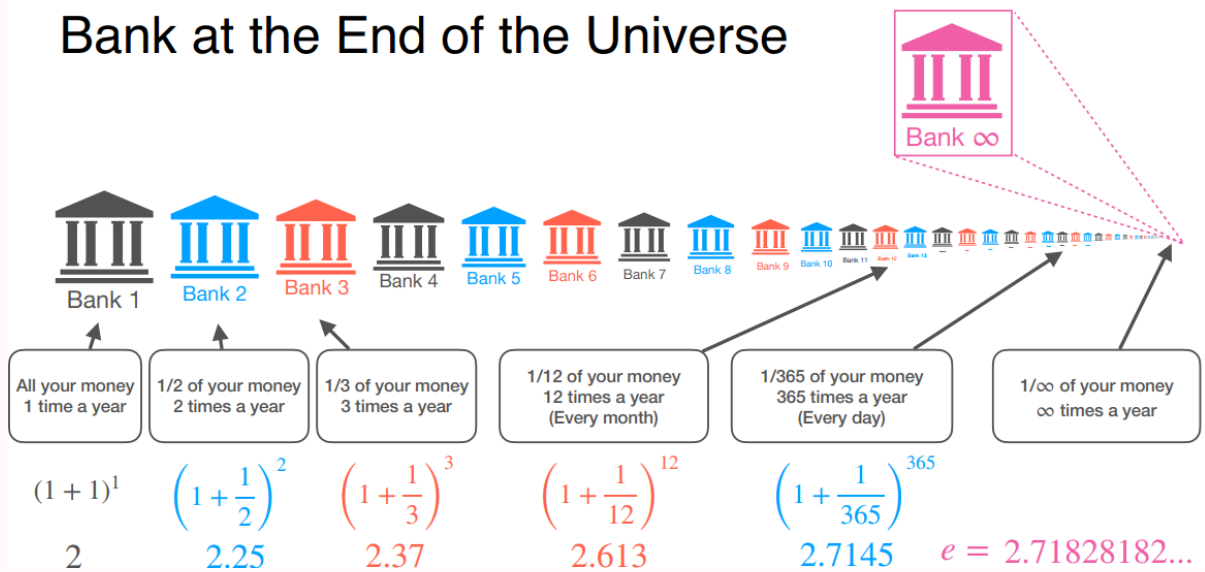 Bank at the End of the Universe
Bank ∞
Bank 1
Bank 2
Bank 3
Bank 4
Bank 5
Bank 6
Bank 7
Bank 8
Bank 9
Bank 10
Bank 11
Bank 12
Bank 13
All your money
1 time a year
1/2 of your money
2 times a year
1/3 of your money
3 times a year
1/12 of your money
12 times a year
(Every month)
1/365 of your money
365 times a year
(Every day)
1/∞ of your money
∞ times a year
(1 + 1)¹
(1 + 1/2)²
(1 + 1/3)³
(1 + 1/12)¹²
(1 + 1/365)³⁶⁵
2
2.25
2.37
2.613
2.7145
e = 2.71828182...